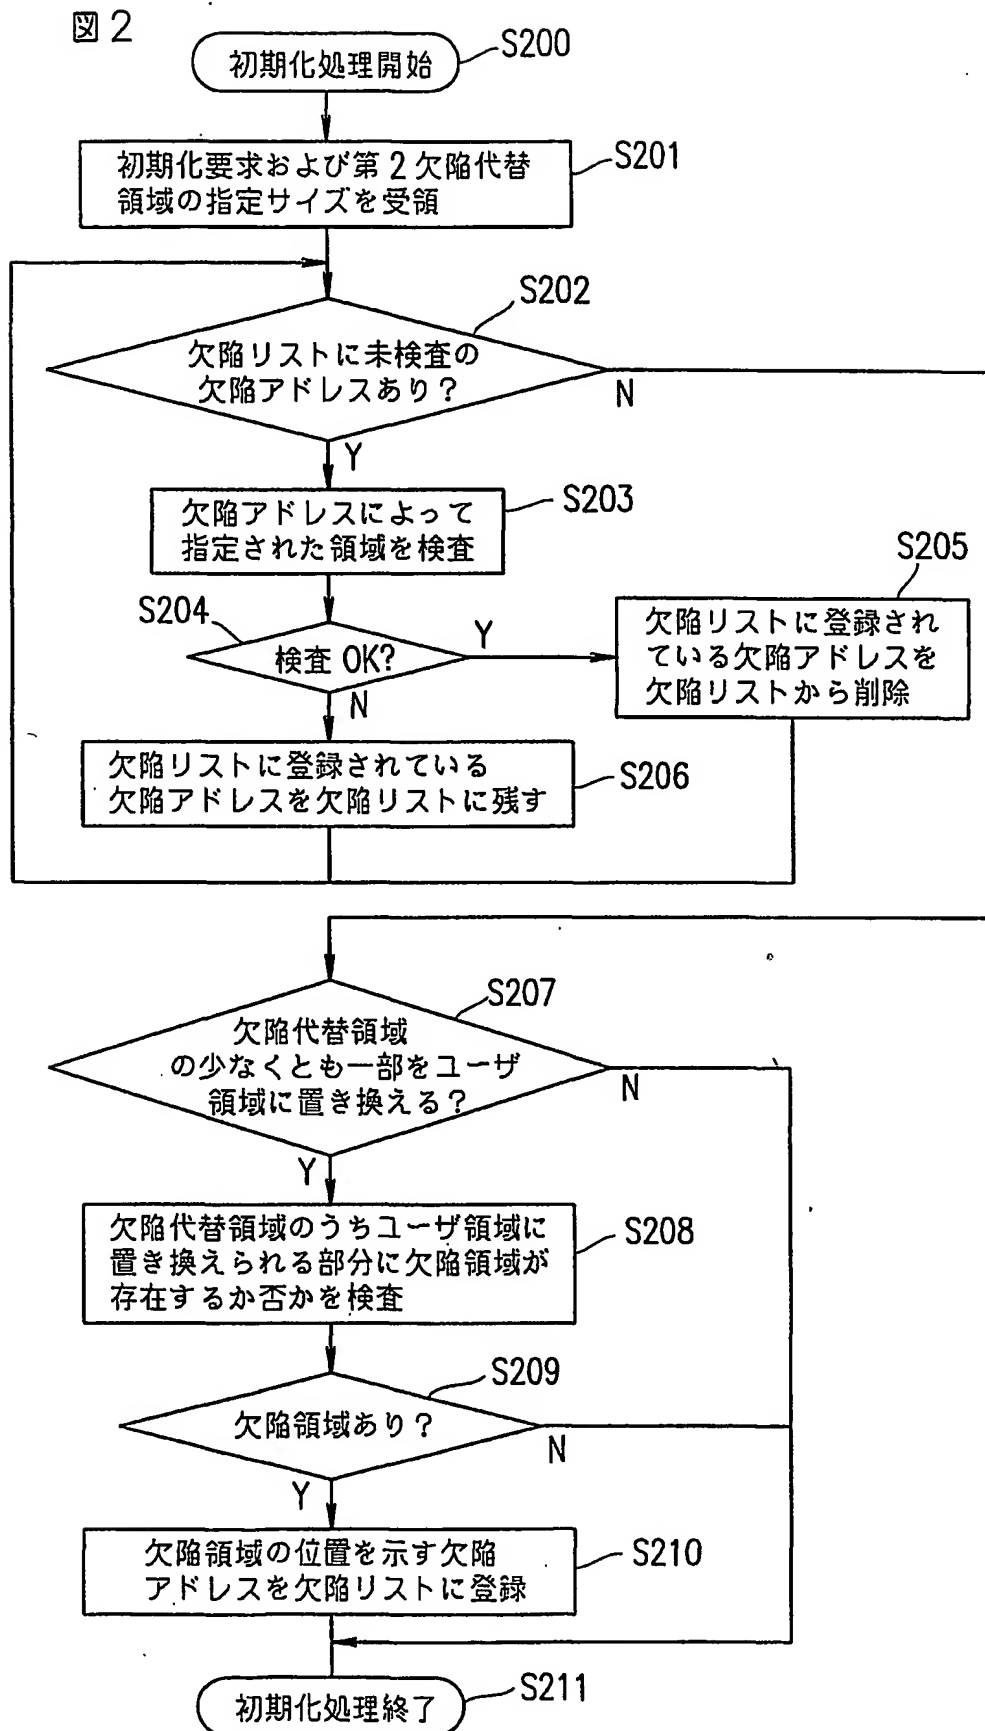 図2
初期化処理開始
S200
初期化要求および第2欠陥代替
領域の指定サイズを受領
S201
欠陥リストに未検査の
欠陥アドレスあり？
S202
N
Y
欠陥アドレスによって
指定された領域を検査
S203
検査 OK?
S204
Y
N
欠陥リストに登録され
ている欠陥アドレスを
欠陥リストから削除
S205
欠陥リストに登録されている
欠陥アドレスを欠陥リストに残す
S206
欠陥代替領域
の少なくとも一部をユーザ
領域に置き換える？
S207
N
Y
欠陥代替領域のうちユーザ領域に
置き換えられる部分に欠陥領域が
存在するか否かを検査
S208
欠陥領域あり？
S209
N
Y
欠陥領域の位置を示す欠陥
アドレスを欠陥リストに登録
S210
初期化処理終了
S211